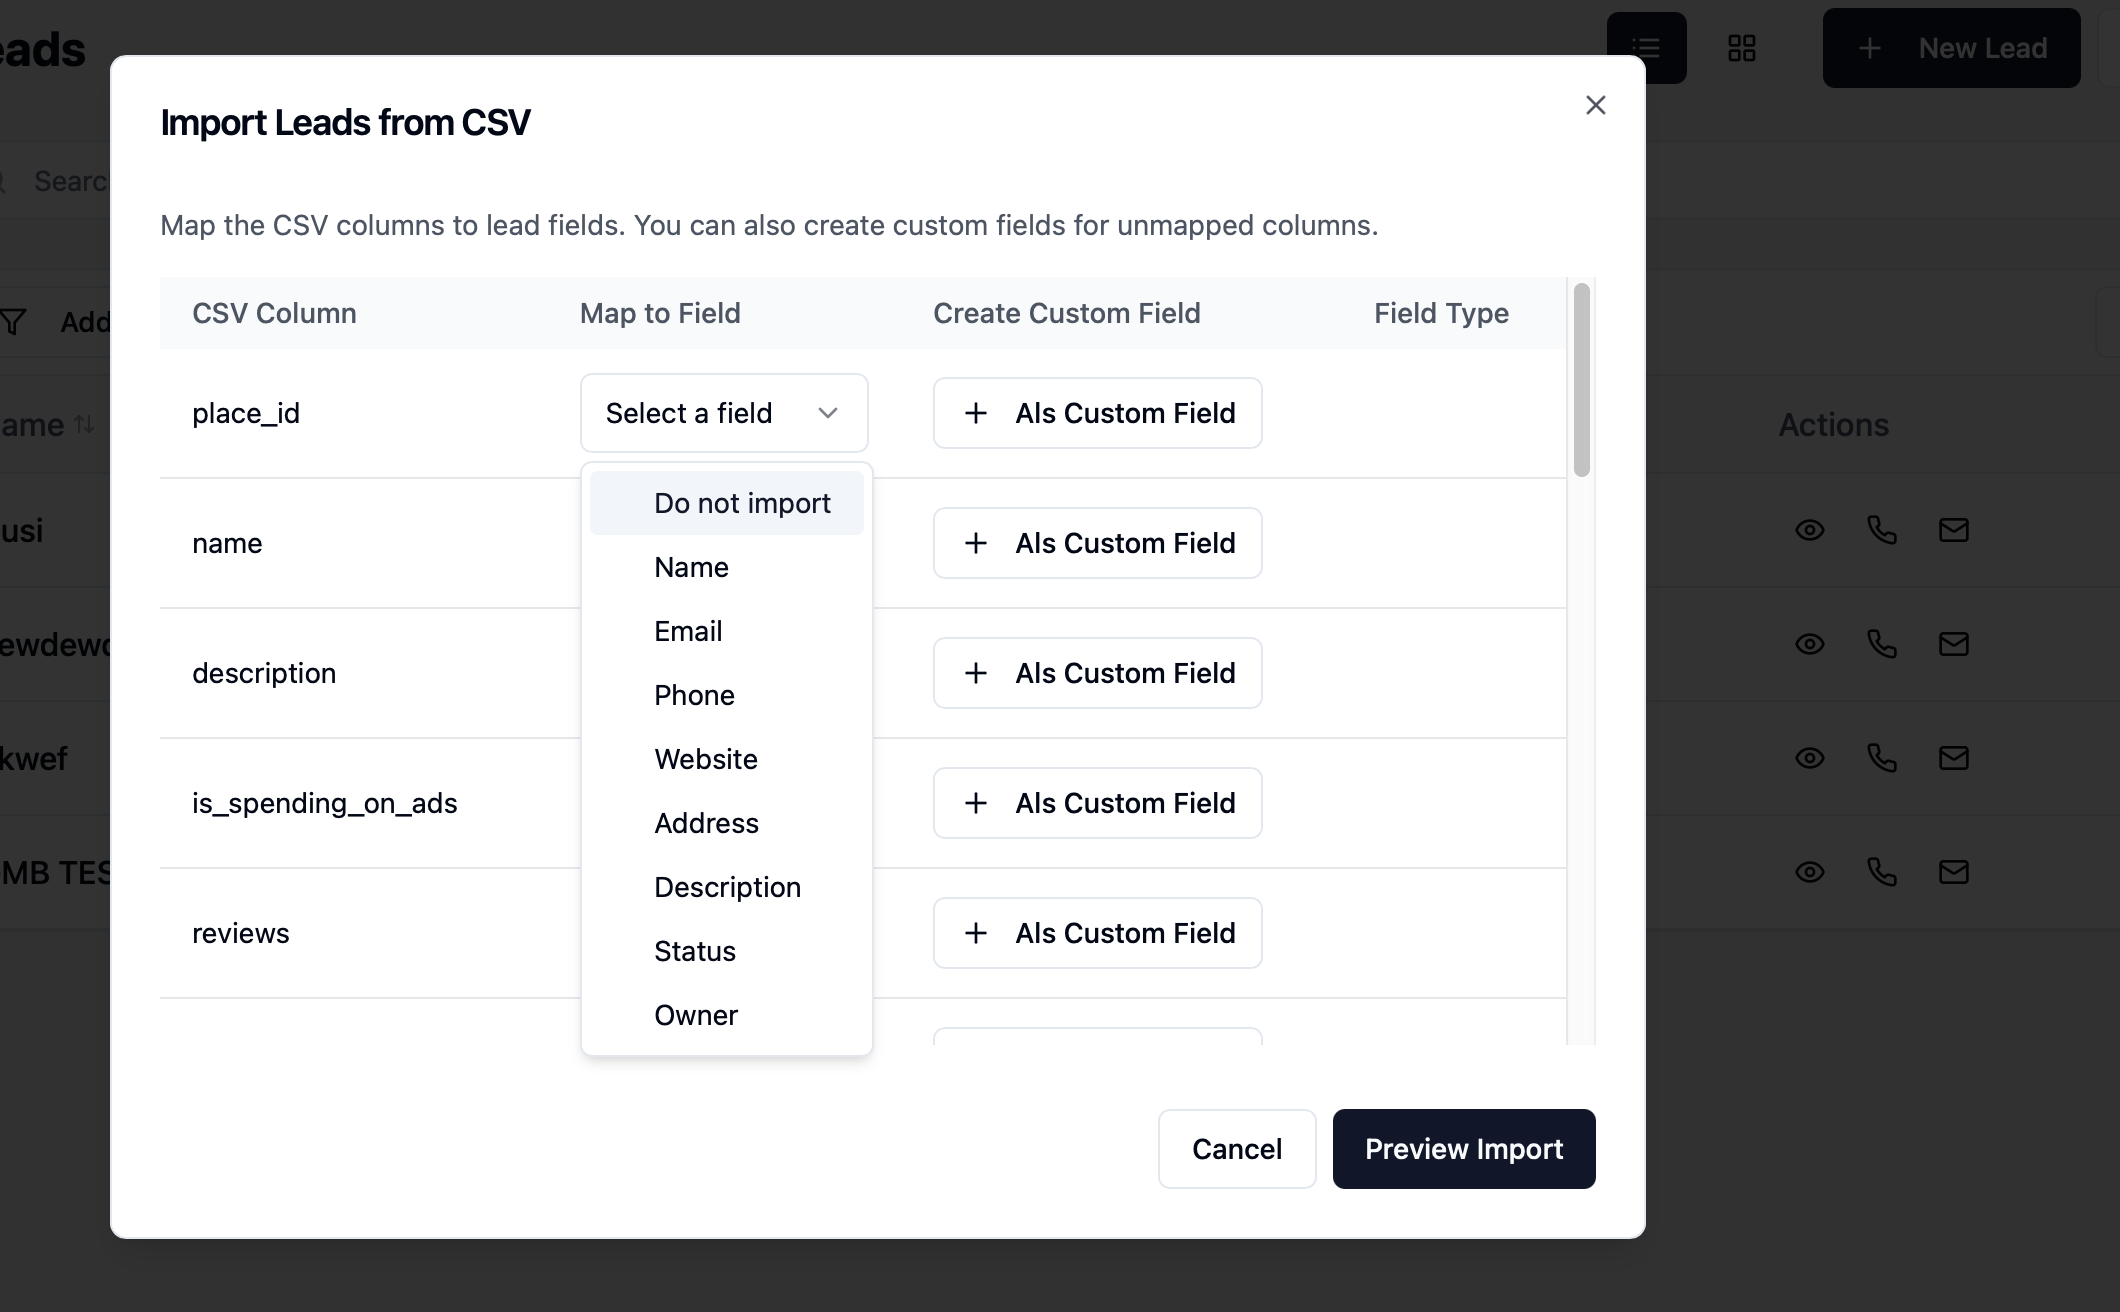 eads
New Lead
Import Leads from CSV
Searc
Map the CSV columns to lead fields. You can also create custom fields for unmapped columns.
CSV Column Map to Field Create Custom Field Field Type
Add
place_id Select a field Als Custom Field
ame Actions
Do not import
usi
name Als Custom Field
Name
Email
ewdewd
description Als Custom Field
Phone
kwef
Website
is_spending_on_ads Als Custom Field
Address
MB TES
Description
reviews Als Custom Field
Status
Owner
Cancel Preview Import